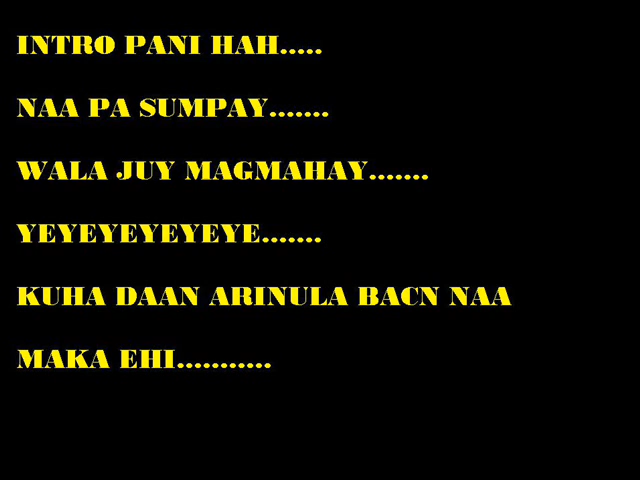 INTRO PANI HAH.....
NAA PA SUMPAY.......
WALA JUY MAGMAHAY.......
YEYEYEYEYEYE.......
KUHA DAAN ARINULA BACN NAA
MAKA EHI...........